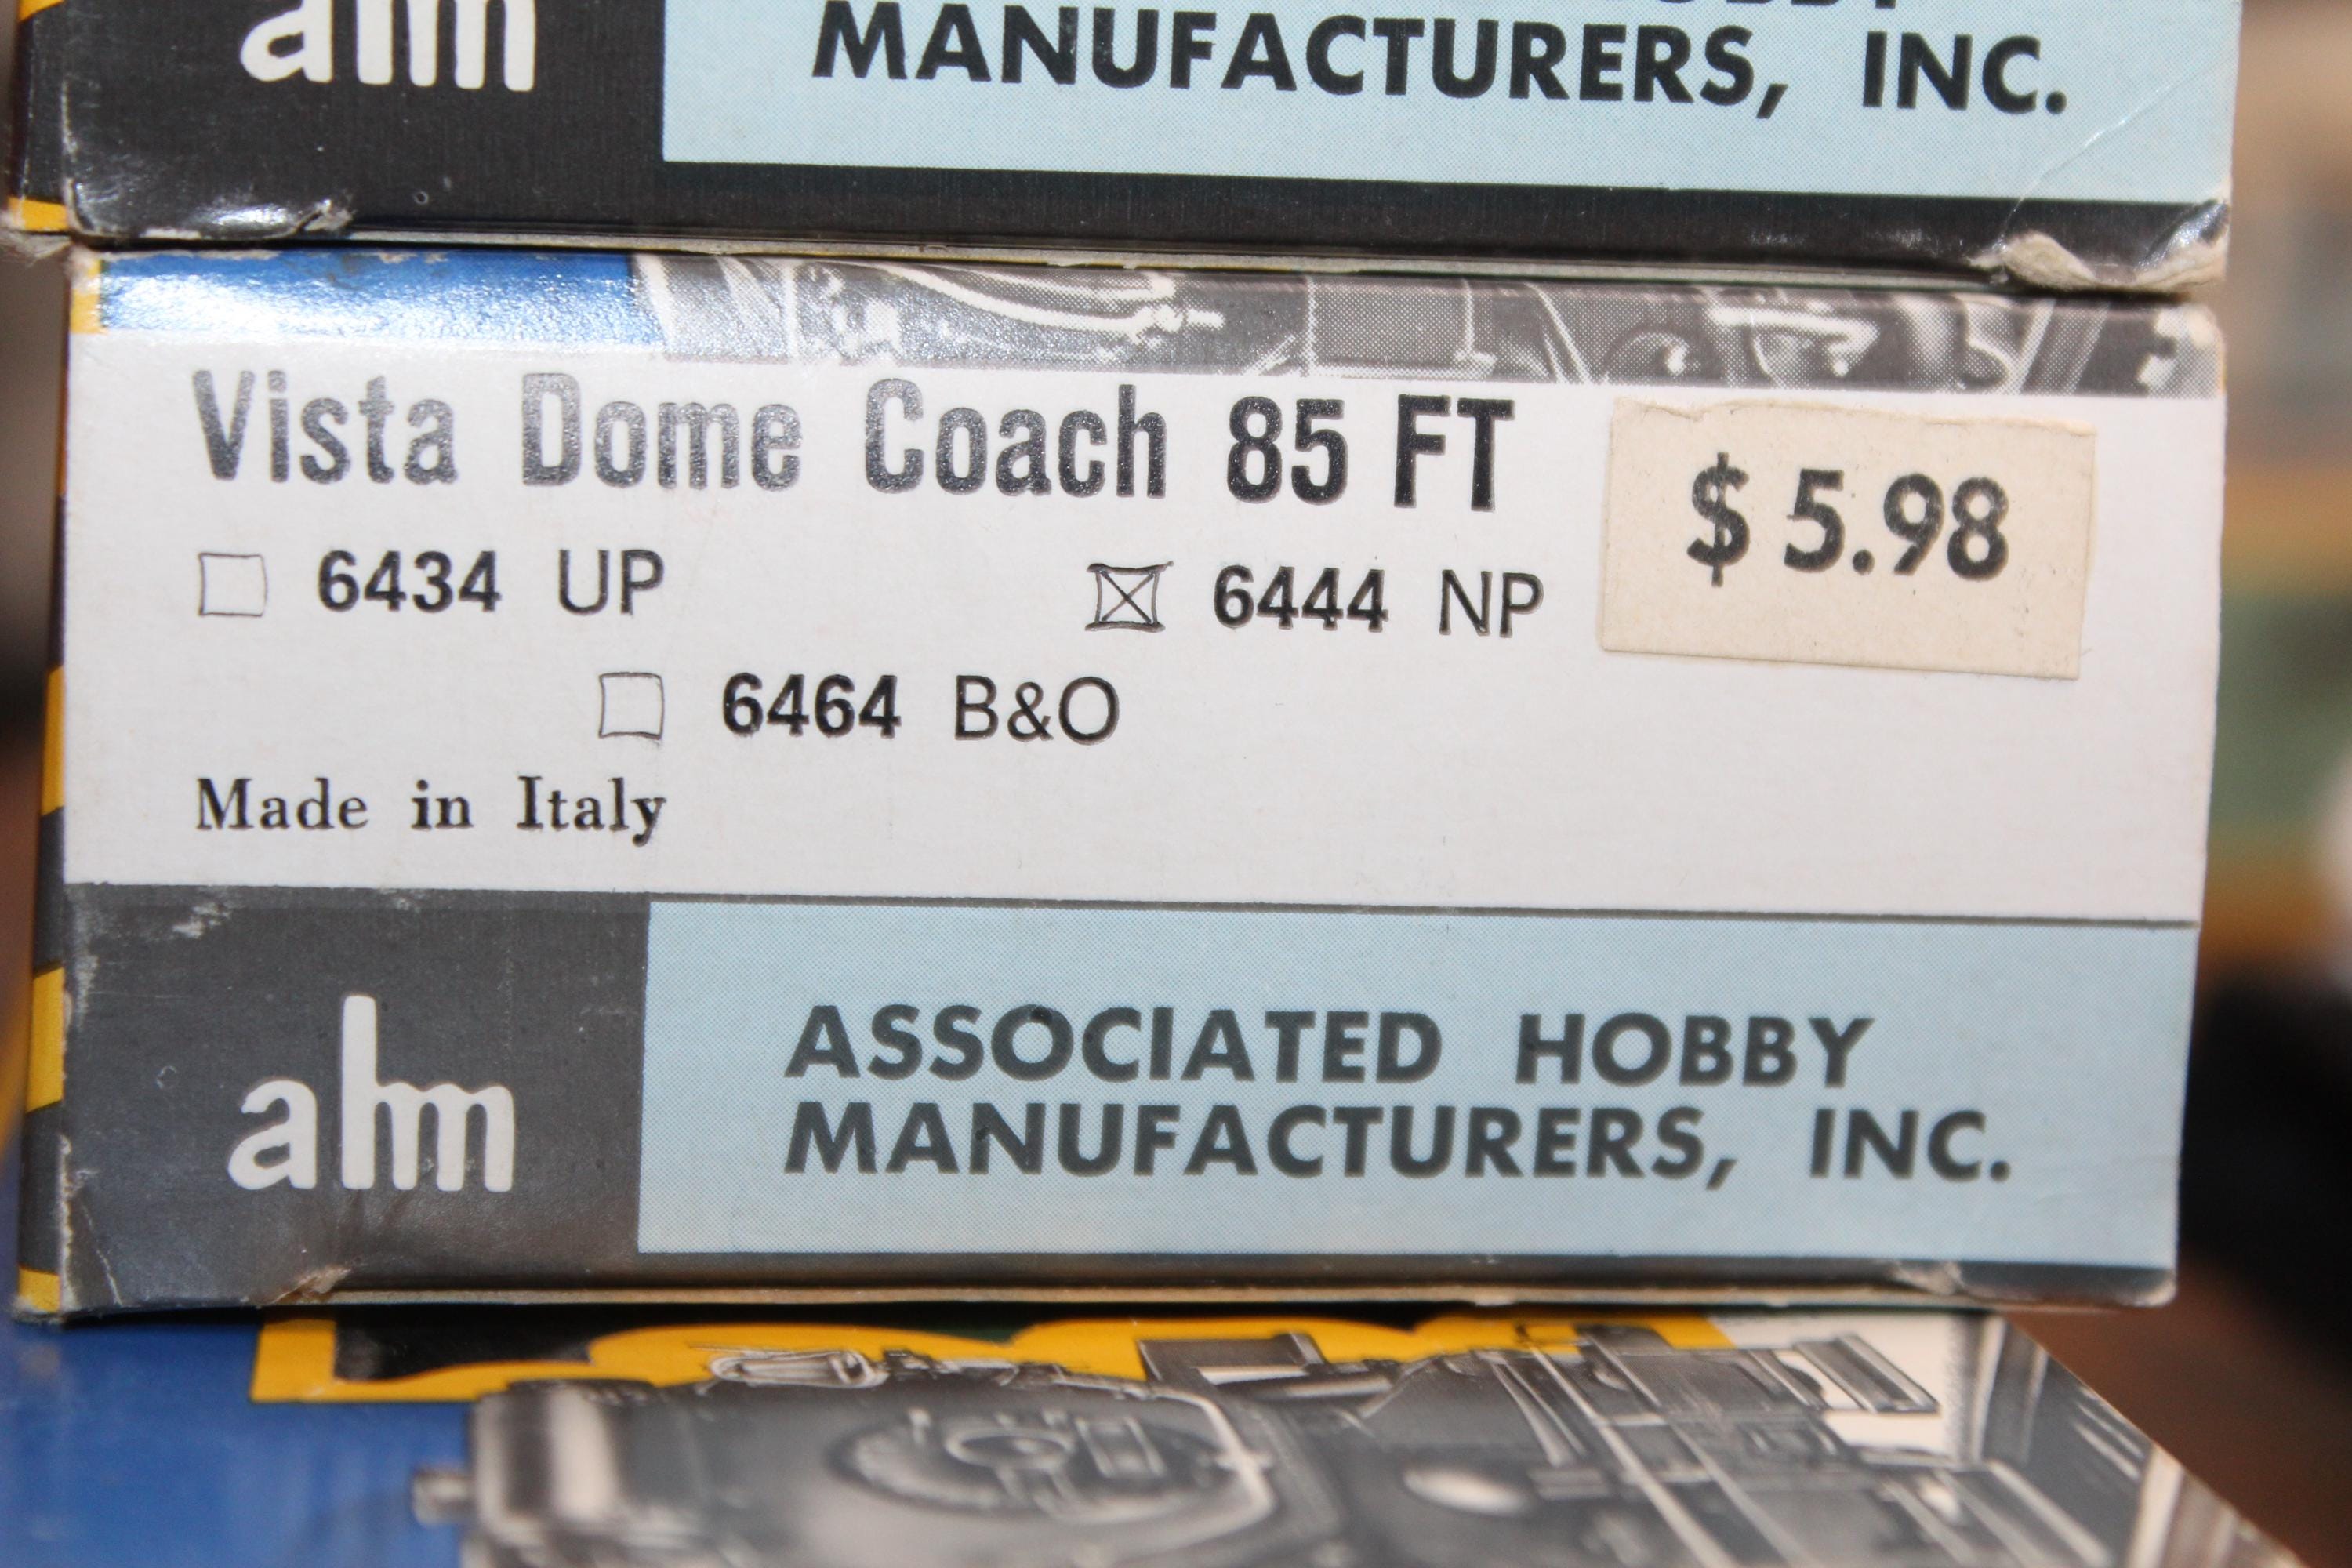 ahm
MANUFACTURERS, INC.
Vista Dome Coach 85 FT
$ 5.98
☐ 6434 UP ☒ 6444 NP
☐ 6464 B&O
Made in Italy
ahm
ASSOCIATED HOBBY
MANUFACTURERS, INC.